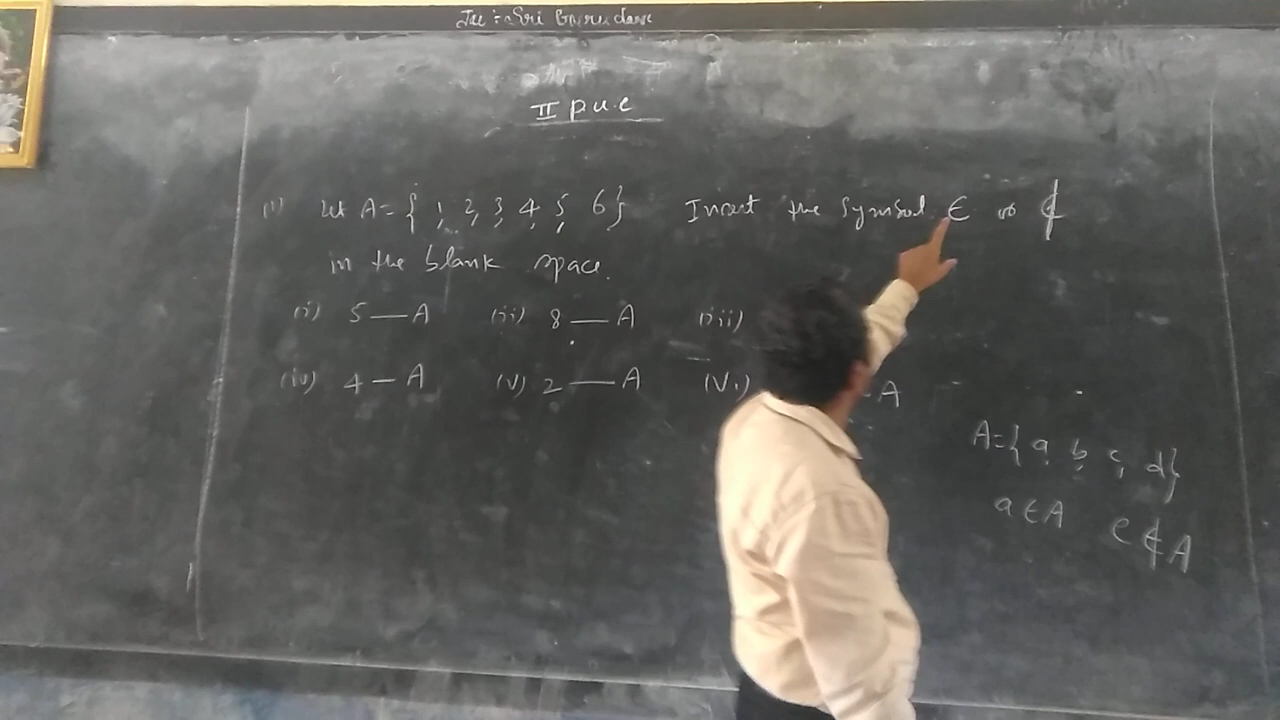 II p u c
(1) Let A = { 1, 2, 3, 4, 5, 6 } Insert the symbol ∈ or ∉
in the blank space.
(i) 5 — A (ii) 8 — A (iii)
(iv) 4 — A (v) 2 — A (vi) — A
A = { a, b, c, d }
a ∈ A e ∉ A